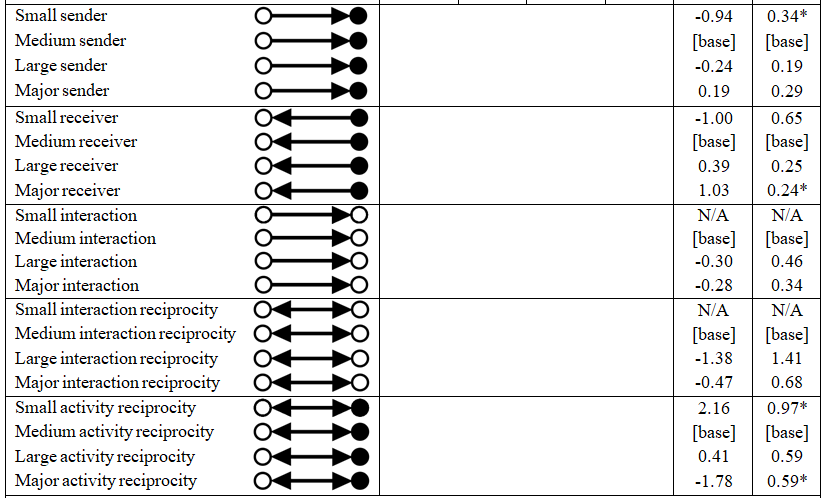 Small sender -0.94 0.34*
Medium sender [base] [base]
Large sender -0.24 0.19
Major sender 0.19 0.29
Small receiver -1.00 0.65
Medium receiver [base] [base]
Large receiver 0.39 0.25
Major receiver 1.03 0.24*
Small interaction N/A N/A
Medium interaction [base] [base]
Large interaction -0.30 0.46
Major interaction -0.28 0.34
Small interaction reciprocity N/A N/A
Medium interaction reciprocity [base] [base]
Large interaction reciprocity -1.38 1.41
Major interaction reciprocity -0.47 0.68
Small activity reciprocity 2.16 0.97*
Medium activity reciprocity [base] [base]
Large activity reciprocity 0.41 0.59
Major activity reciprocity -1.78 0.59*